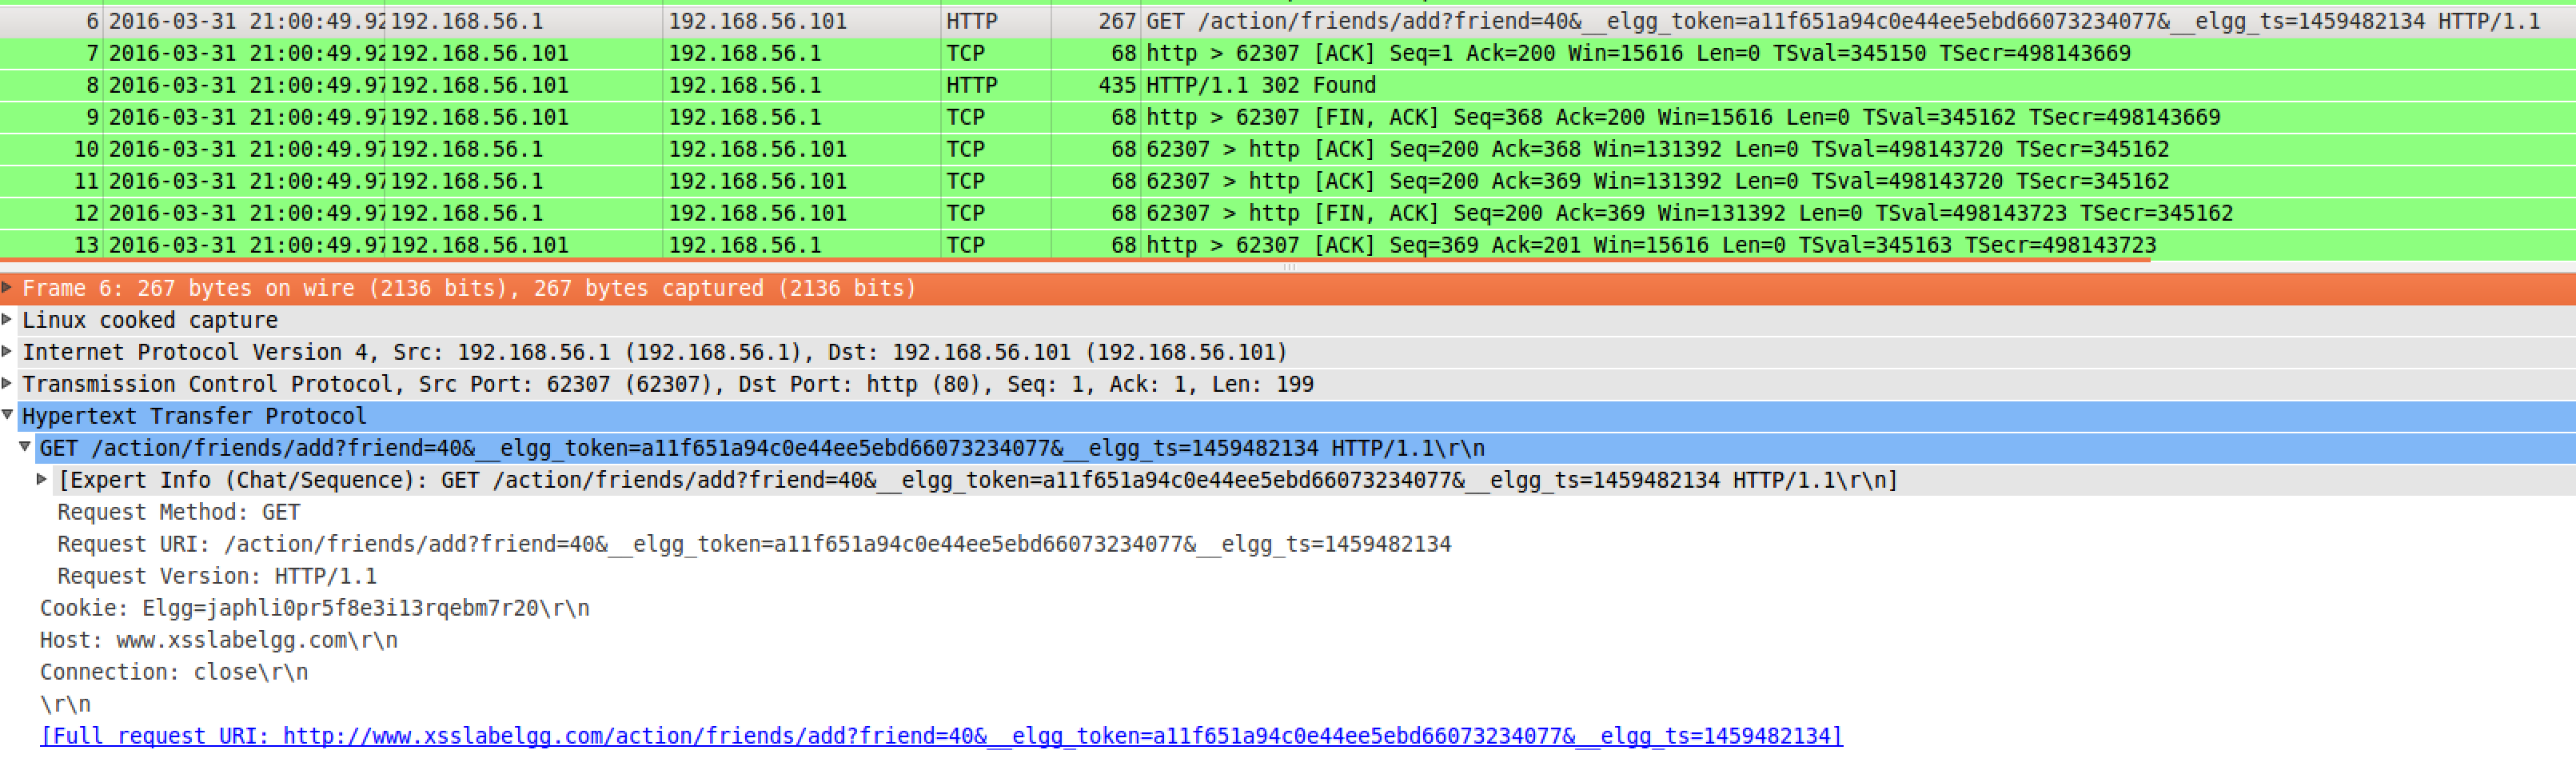 6 2016-03-31 21:00:49.92 192.168.56.1 192.168.56.101 HTTP 267 GET /action/friends/add?friend=40&__elgg_token=a11f651a94c0e44ee5ebd66073234077&__elgg_ts=1459482134 HTTP/1.1
7 2016-03-31 21:00:49.92 192.168.56.101 192.168.56.1 TCP 68 http > 62307 [ACK] Seq=1 Ack=200 Win=15616 Len=0 TSval=345150 TSecr=498143669
8 2016-03-31 21:00:49.97 192.168.56.101 192.168.56.1 HTTP 435 HTTP/1.1 302 Found
9 2016-03-31 21:00:49.97 192.168.56.101 192.168.56.1 TCP 68 http > 62307 [FIN, ACK] Seq=368 Ack=200 Win=15616 Len=0 TSval=345162 TSecr=498143669
10 2016-03-31 21:00:49.97 192.168.56.1 192.168.56.101 TCP 68 62307 > http [ACK] Seq=200 Ack=368 Win=131392 Len=0 TSval=498143720 TSecr=345162
11 2016-03-31 21:00:49.97 192.168.56.1 192.168.56.101 TCP 68 62307 > http [ACK] Seq=200 Ack=369 Win=131392 Len=0 TSval=498143720 TSecr=345162
12 2016-03-31 21:00:49.97 192.168.56.1 192.168.56.101 TCP 68 62307 > http [FIN, ACK] Seq=200 Ack=369 Win=131392 Len=0 TSval=498143723 TSecr=345162
13 2016-03-31 21:00:49.97 192.168.56.101 192.168.56.1 TCP 68 http > 62307 [ACK] Seq=369 Ack=201 Win=15616 Len=0 TSval=345163 TSecr=498143723
Frame 6: 267 bytes on wire (2136 bits), 267 bytes captured (2136 bits)
Linux cooked capture
Internet Protocol Version 4, Src: 192.168.56.1 (192.168.56.1), Dst: 192.168.56.101 (192.168.56.101)
Transmission Control Protocol, Src Port: 62307 (62307), Dst Port: http (80), Seq: 1, Ack: 1, Len: 199
Hypertext Transfer Protocol
GET /action/friends/add?friend=40&__elgg_token=a11f651a94c0e44ee5ebd66073234077&__elgg_ts=1459482134 HTTP/1.1\r\n
[Expert Info (Chat/Sequence): GET /action/friends/add?friend=40&__elgg_token=a11f651a94c0e44ee5ebd66073234077&__elgg_ts=1459482134 HTTP/1.1\r\n]
Request Method: GET
Request URI: /action/friends/add?friend=40&__elgg_token=a11f651a94c0e44ee5ebd66073234077&__elgg_ts=1459482134
Request Version: HTTP/1.1
Cookie: Elgg=japhli0pr5f8e3i13rqebm7r20\r\n
Host: www.xsslabelgg.com\r\n
Connection: close\r\n
\r\n
[Full request URI: http://www.xsslabelgg.com/action/friends/add?friend=40&__elgg_token=a11f651a94c0e44ee5ebd66073234077&__elgg_ts=1459482134]